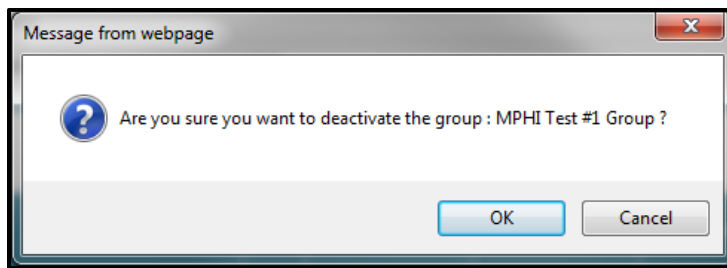 Message from webpage
Are you sure you want to deactivate the group : MPHI Test #1 Group ?
OK
Cancel